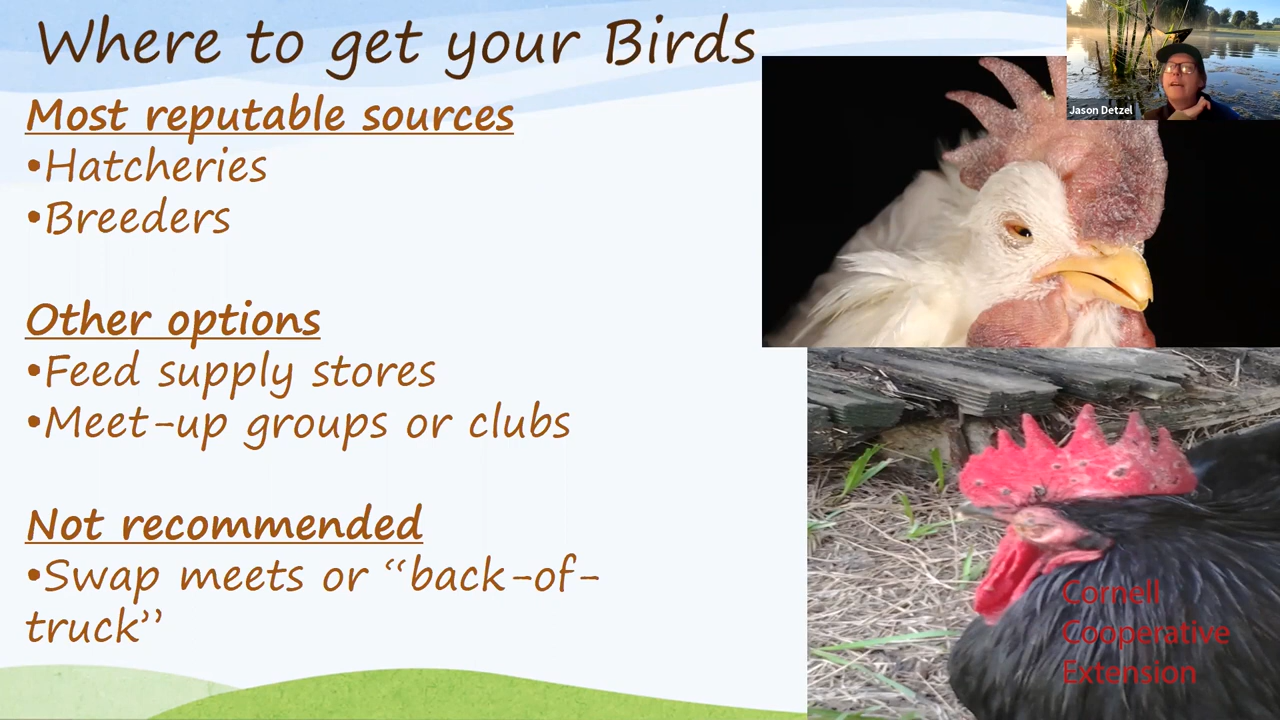 Where to get your Birds
Most reputable sources
•Hatcheries
•Breeders
Other options
•Feed supply stores
•Meet-up groups or clubs
Not recommended
•Swap meets or “back-of-
truck”
Jason Detzel
Cornell
Cooperative
Extension